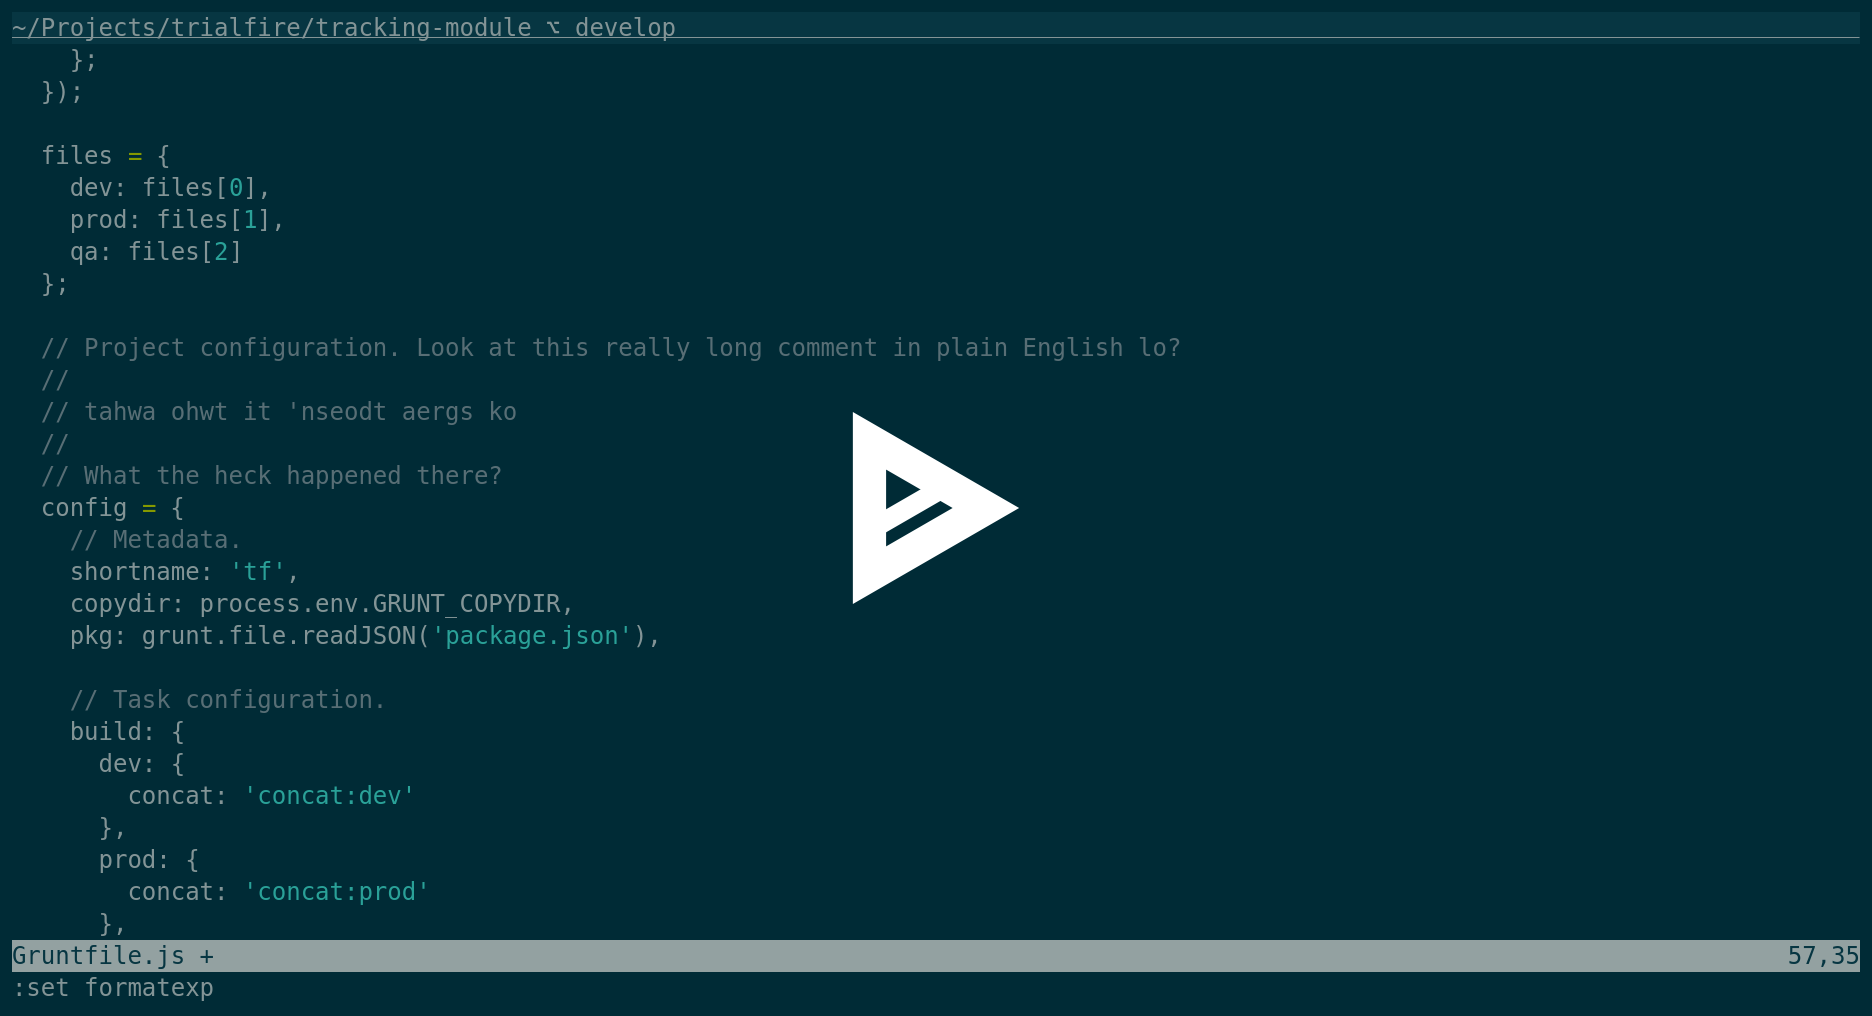 ~/Projects/trialfire/tracking-module ⌥ develop
};
});
files = {
dev: files[0],
prod: files[1],
qa: files[2]
};
// Project configuration. Look at this really long comment in plain English lo?
//
// tahwa ohwt it 'nseodt aergs ko
//
// What the heck happened there?
config = {
// Metadata.
shortname: 'tf',
copydir: process.env.GRUNT_COPYDIR,
pkg: grunt.file.readJSON('package.json'),
// Task configuration.
build: {
dev: {
concat: 'concat:dev'
},
prod: {
concat: 'concat:prod'
},
Gruntfile.js + 57,35
:set formatexp